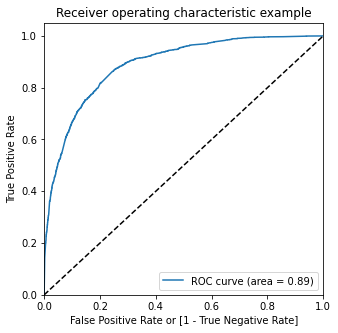 Receiver operating characteristic example
True Positive Rate
1.0
0.8
0.6
0.4
0.2
0.0
ROC curve (area = 0.89)
0.0 0.2 0.4 0.6 0.8 1.0
False Positive Rate or [1 - True Negative Rate]